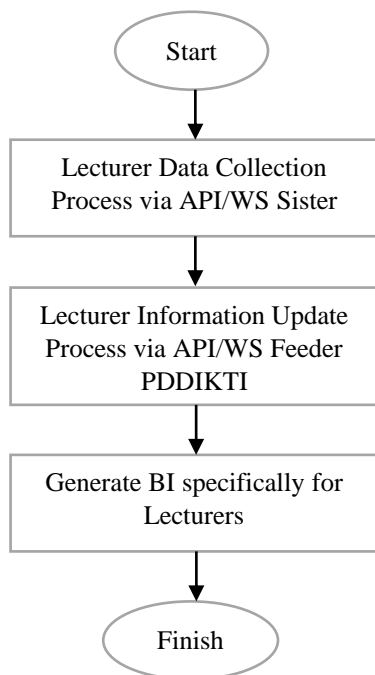 Start
Lecturer Data Collection
Process via API/WS Sister
Lecturer Information Update
Process via API/WS Feeder
PDDIKTI
Generate BI specifically for
Lecturers
Finish